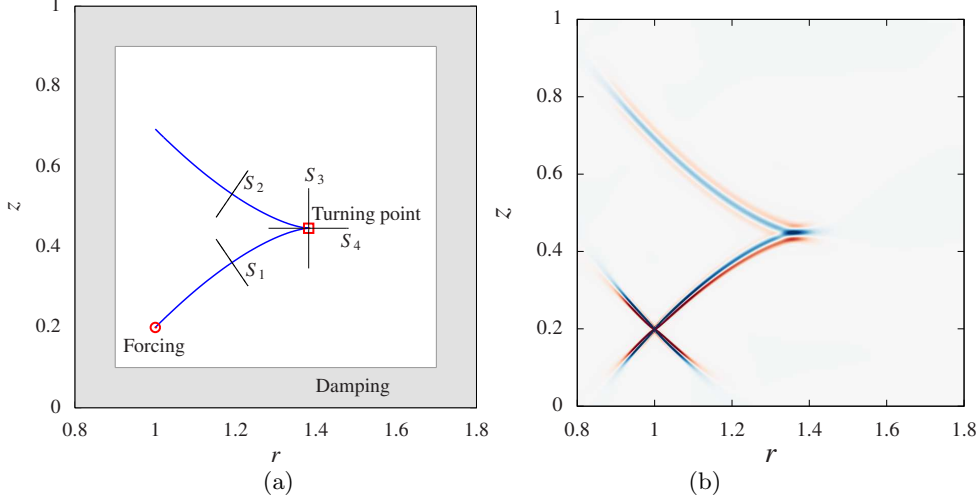 1
0.8
0.6
z
0.4
0.2
0
S₂
S₃
Turning point
S₄
S₁
Forcing
Damping
0.8 1 1.2 1.4 1.6 1.8
r
(a)
1
0.8
0.6
z
0.4
0.2
0
0.8 1 1.2 1.4 1.6 1.8
r
(b)